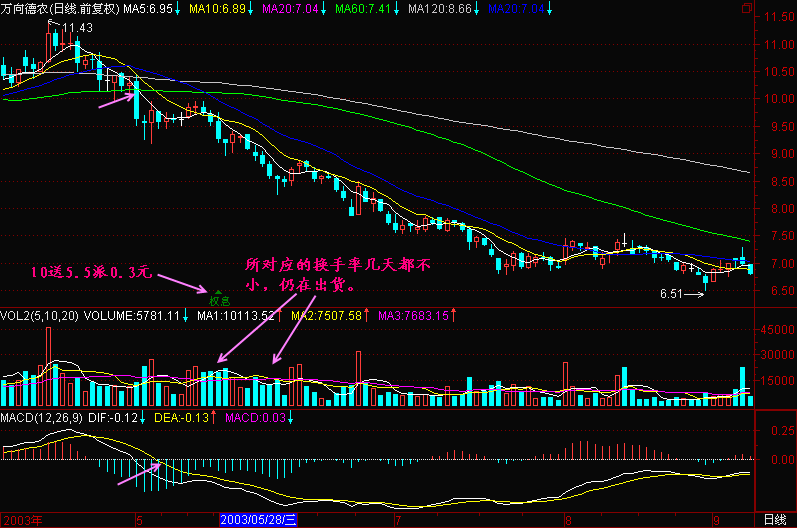 万向德农(日线.前复权) MA5:6.95↓ MA10:6.89↓ MA20:7.04↓ MA60:7.41↓ MA120:8.66↓ MA20:7.04↓
11.43
11.50
11.00
10.50
10.00
9.50
9.00
8.50
8.00
7.50
7.00
6.50
10送5.5派0.3元
所对应的换手率几天都不
小，仍在出货。
权息
6.51
VOL2(5,10,20) VOLUME:5781.11↓ MA1:10113.52↑ MA2:7507.58↑ MA3:7683.15↑
45000
30000
15000
MACD(12,26,9) DIF:-0.12↓ DEA:-0.13↑ MACD:0.03↓
0.25
0.00
2003年 5 2003/05/28/三 7 8 9 日线